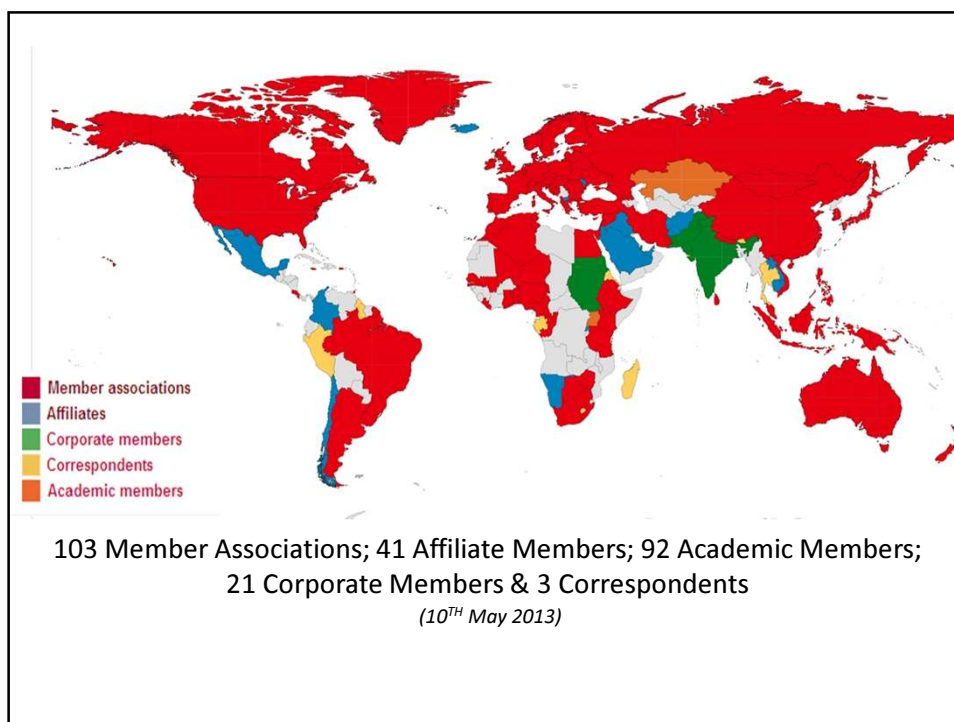 Member associations
Affiliates
Corporate members
Correspondents
Academic members
103 Member Associations; 41 Affiliate Members; 92 Academic Members;
21 Corporate Members & 3 Correspondents
(10TH May 2013)